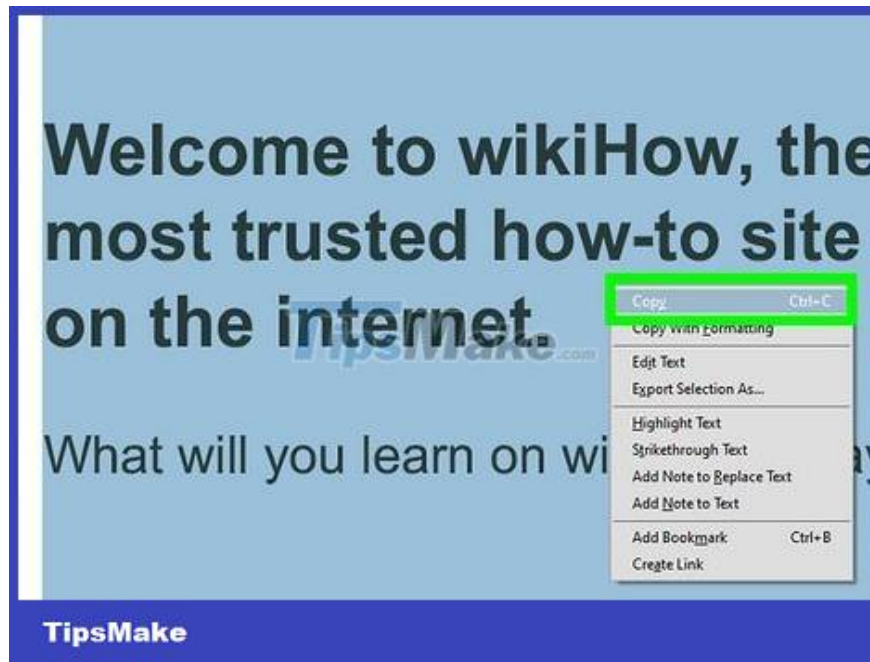 Welcome to wikiHow, the
most trusted how-to site
on the internet.
TipsMake.com
Copy Ctrl+C
Copy With Formatting
Edit Text
Export Selection As...
Highlight Text
Strikethrough Text
Add Note to Replace Text
Add Note to Text
Add Bookmark Ctrl+B
Create Link
What will you learn on wi
TipsMake